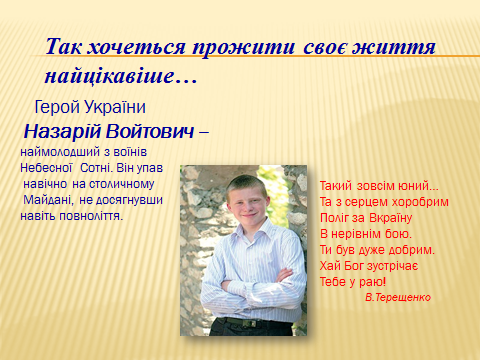 Так хочеться прожити своє життя
найцікавіше…
Герой України
Назарій Войтович –
наймолодший з воїнів
Небесної Сотні. Він упав
навічно на столичному
Майдані, не досягнувши
навіть повноліття.
Такий зовсім юний...
Та з серцем хоробрим
Поліг за Вкраїну
В нерівнім бою.
Ти був дуже добрим.
Хай Бог зустрічає
Тебе у раю!
В.Терещенко